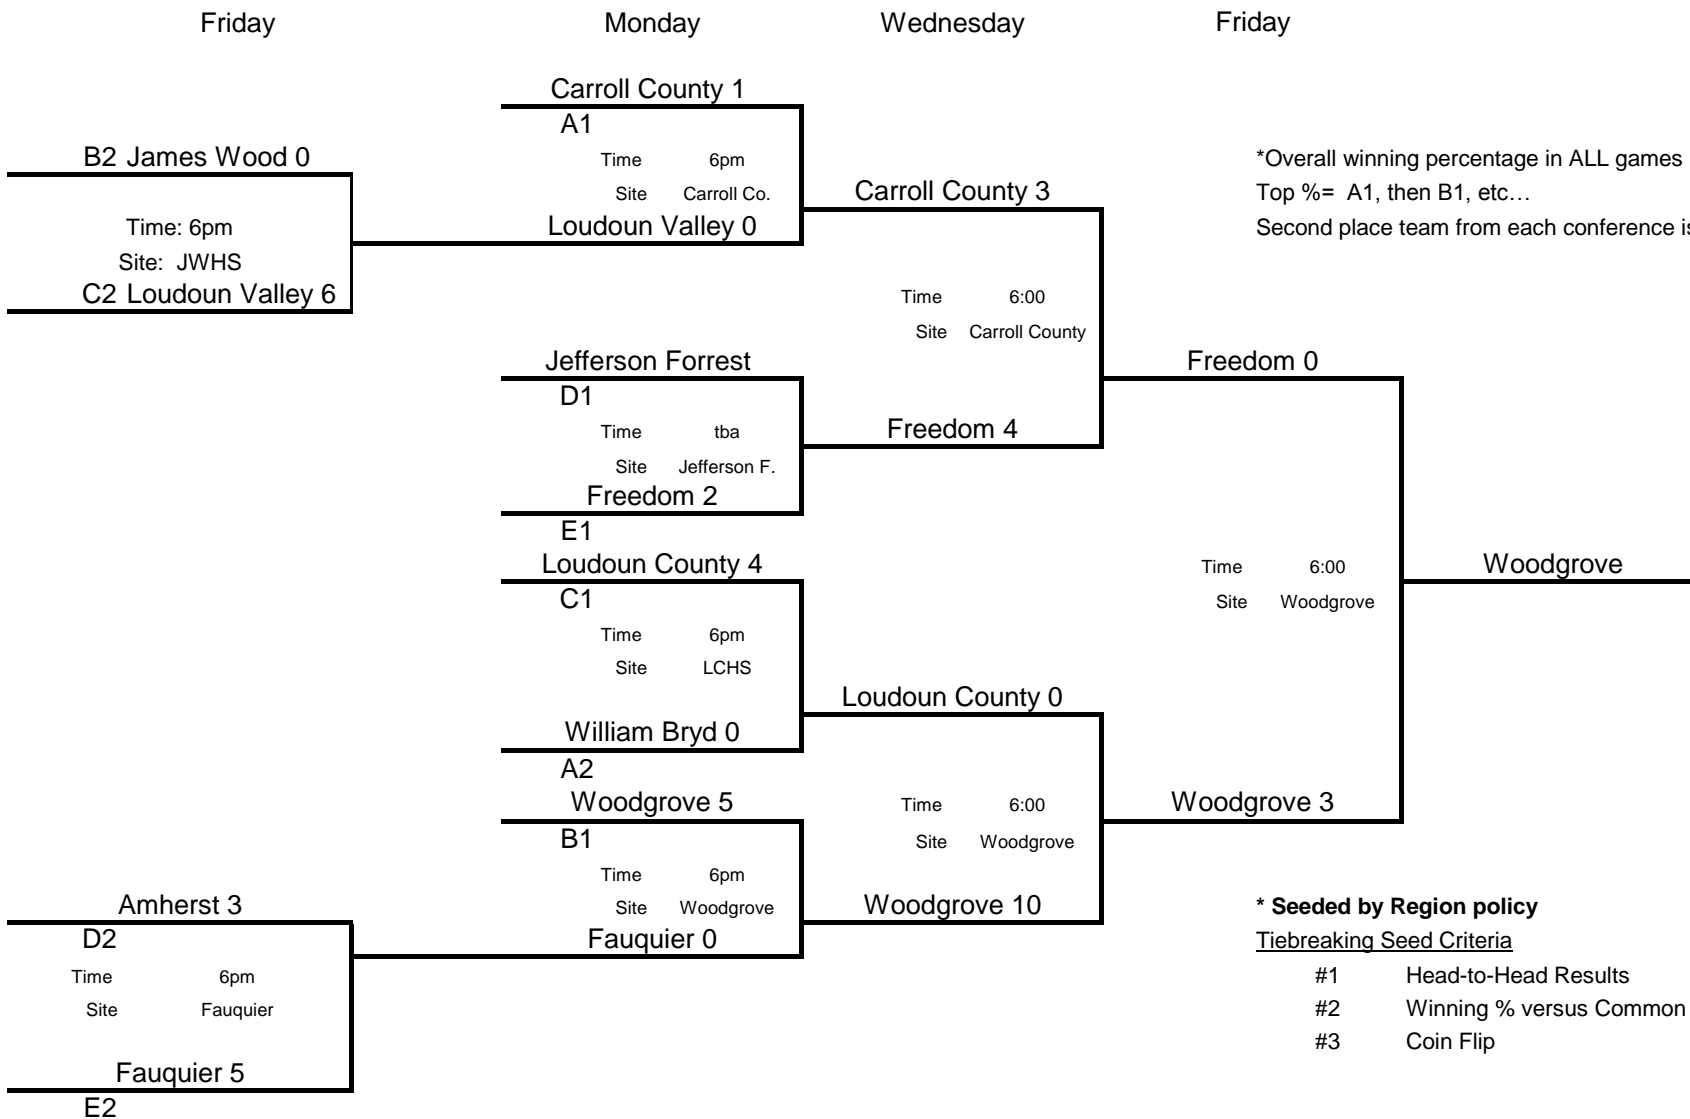 Friday
Monday
Wednesday
Friday
Carroll County 1
A1
Time 6pm
Site Carroll Co.
Loudoun Valley 0
B2 James Wood 0
Time: 6pm
Site: JWHS
C2 Loudoun Valley 6
Carroll County 3
Time 6:00
Site Carroll County
*Overall winning percentage in ALL games
Top %= A1, then B1, etc…
Second place team from each conference is
Jefferson Forrest
D1
Time tba
Site Jefferson F.
Freedom 2
E1
Freedom 4
Freedom 0
Loudoun County 4
C1
Time 6pm
Site LCHS
William Bryd 0
A2
Time 6:00
Site Woodgrove
Woodgrove
Loudoun County 0
Woodgrove 5
B1
Time 6pm
Site Woodgrove
Fauquier 0
Time 6:00
Site Woodgrove
Woodgrove 3
Woodgrove 10
Amherst 3
D2
Time 6pm
Site Fauquier
Fauquier 5
E2
* Seeded by Region policy
Tiebreaking Seed Criteria
#1 Head-to-Head Results
#2 Winning % versus Common
#3 Coin Flip